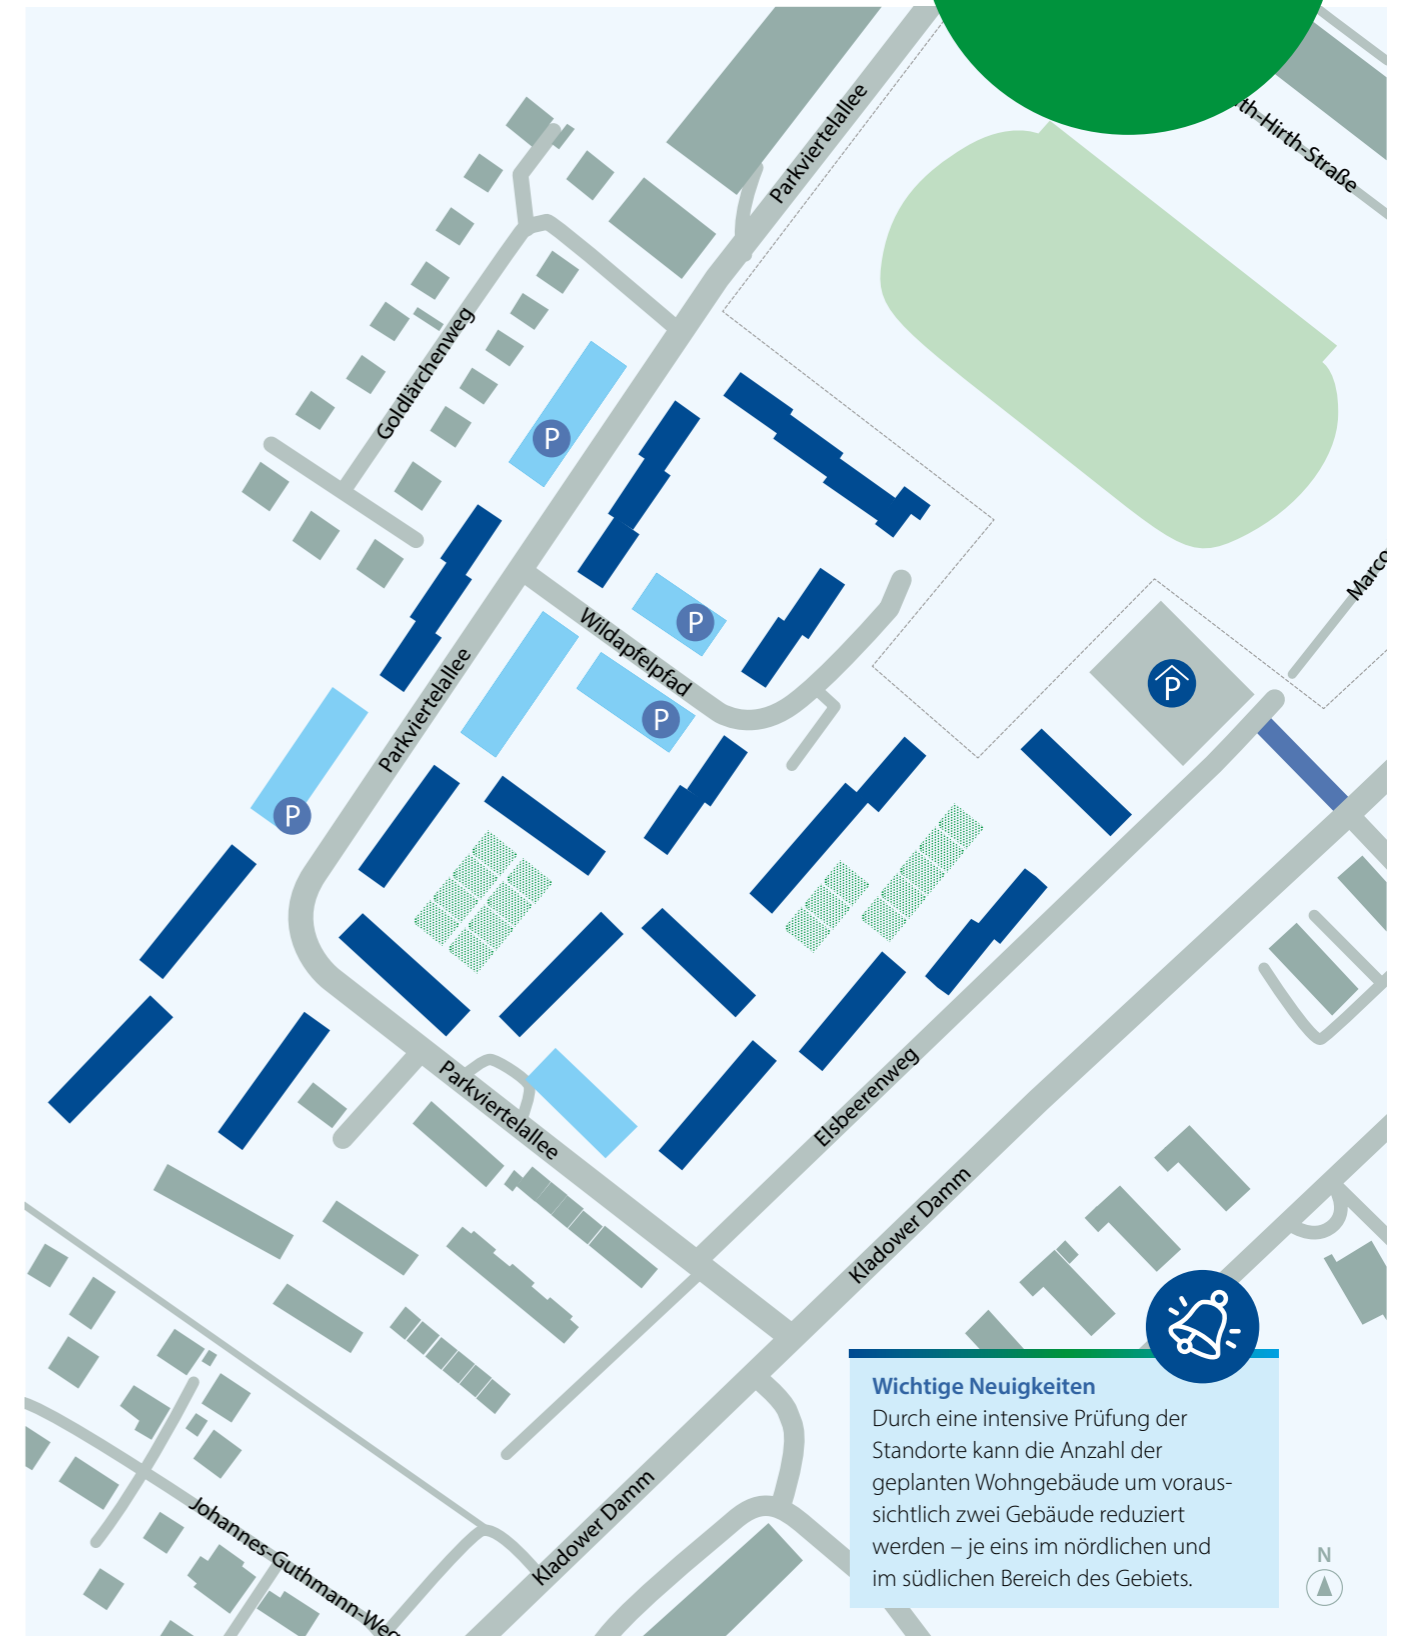 Parkviertelallee
th-Hirth-Straße
Goldlärchenweg
P
Marco
Wildapfelpfad
P
P
P
Parkviertelallee
P
Parkviertelallee
Elsbeerenweg
Kladower Damm
Wichtige Neuigkeiten
Durch eine intensive Prüfung der
Standorte kann die Anzahl der
geplanten Wohngebäude um voraus-
sichtlich zwei Gebäude reduziert
werden – je eins im nördlichen und
im südlichen Bereich des Gebiets.
Kladower Damm
Johannes-Guthmann-Weg
N